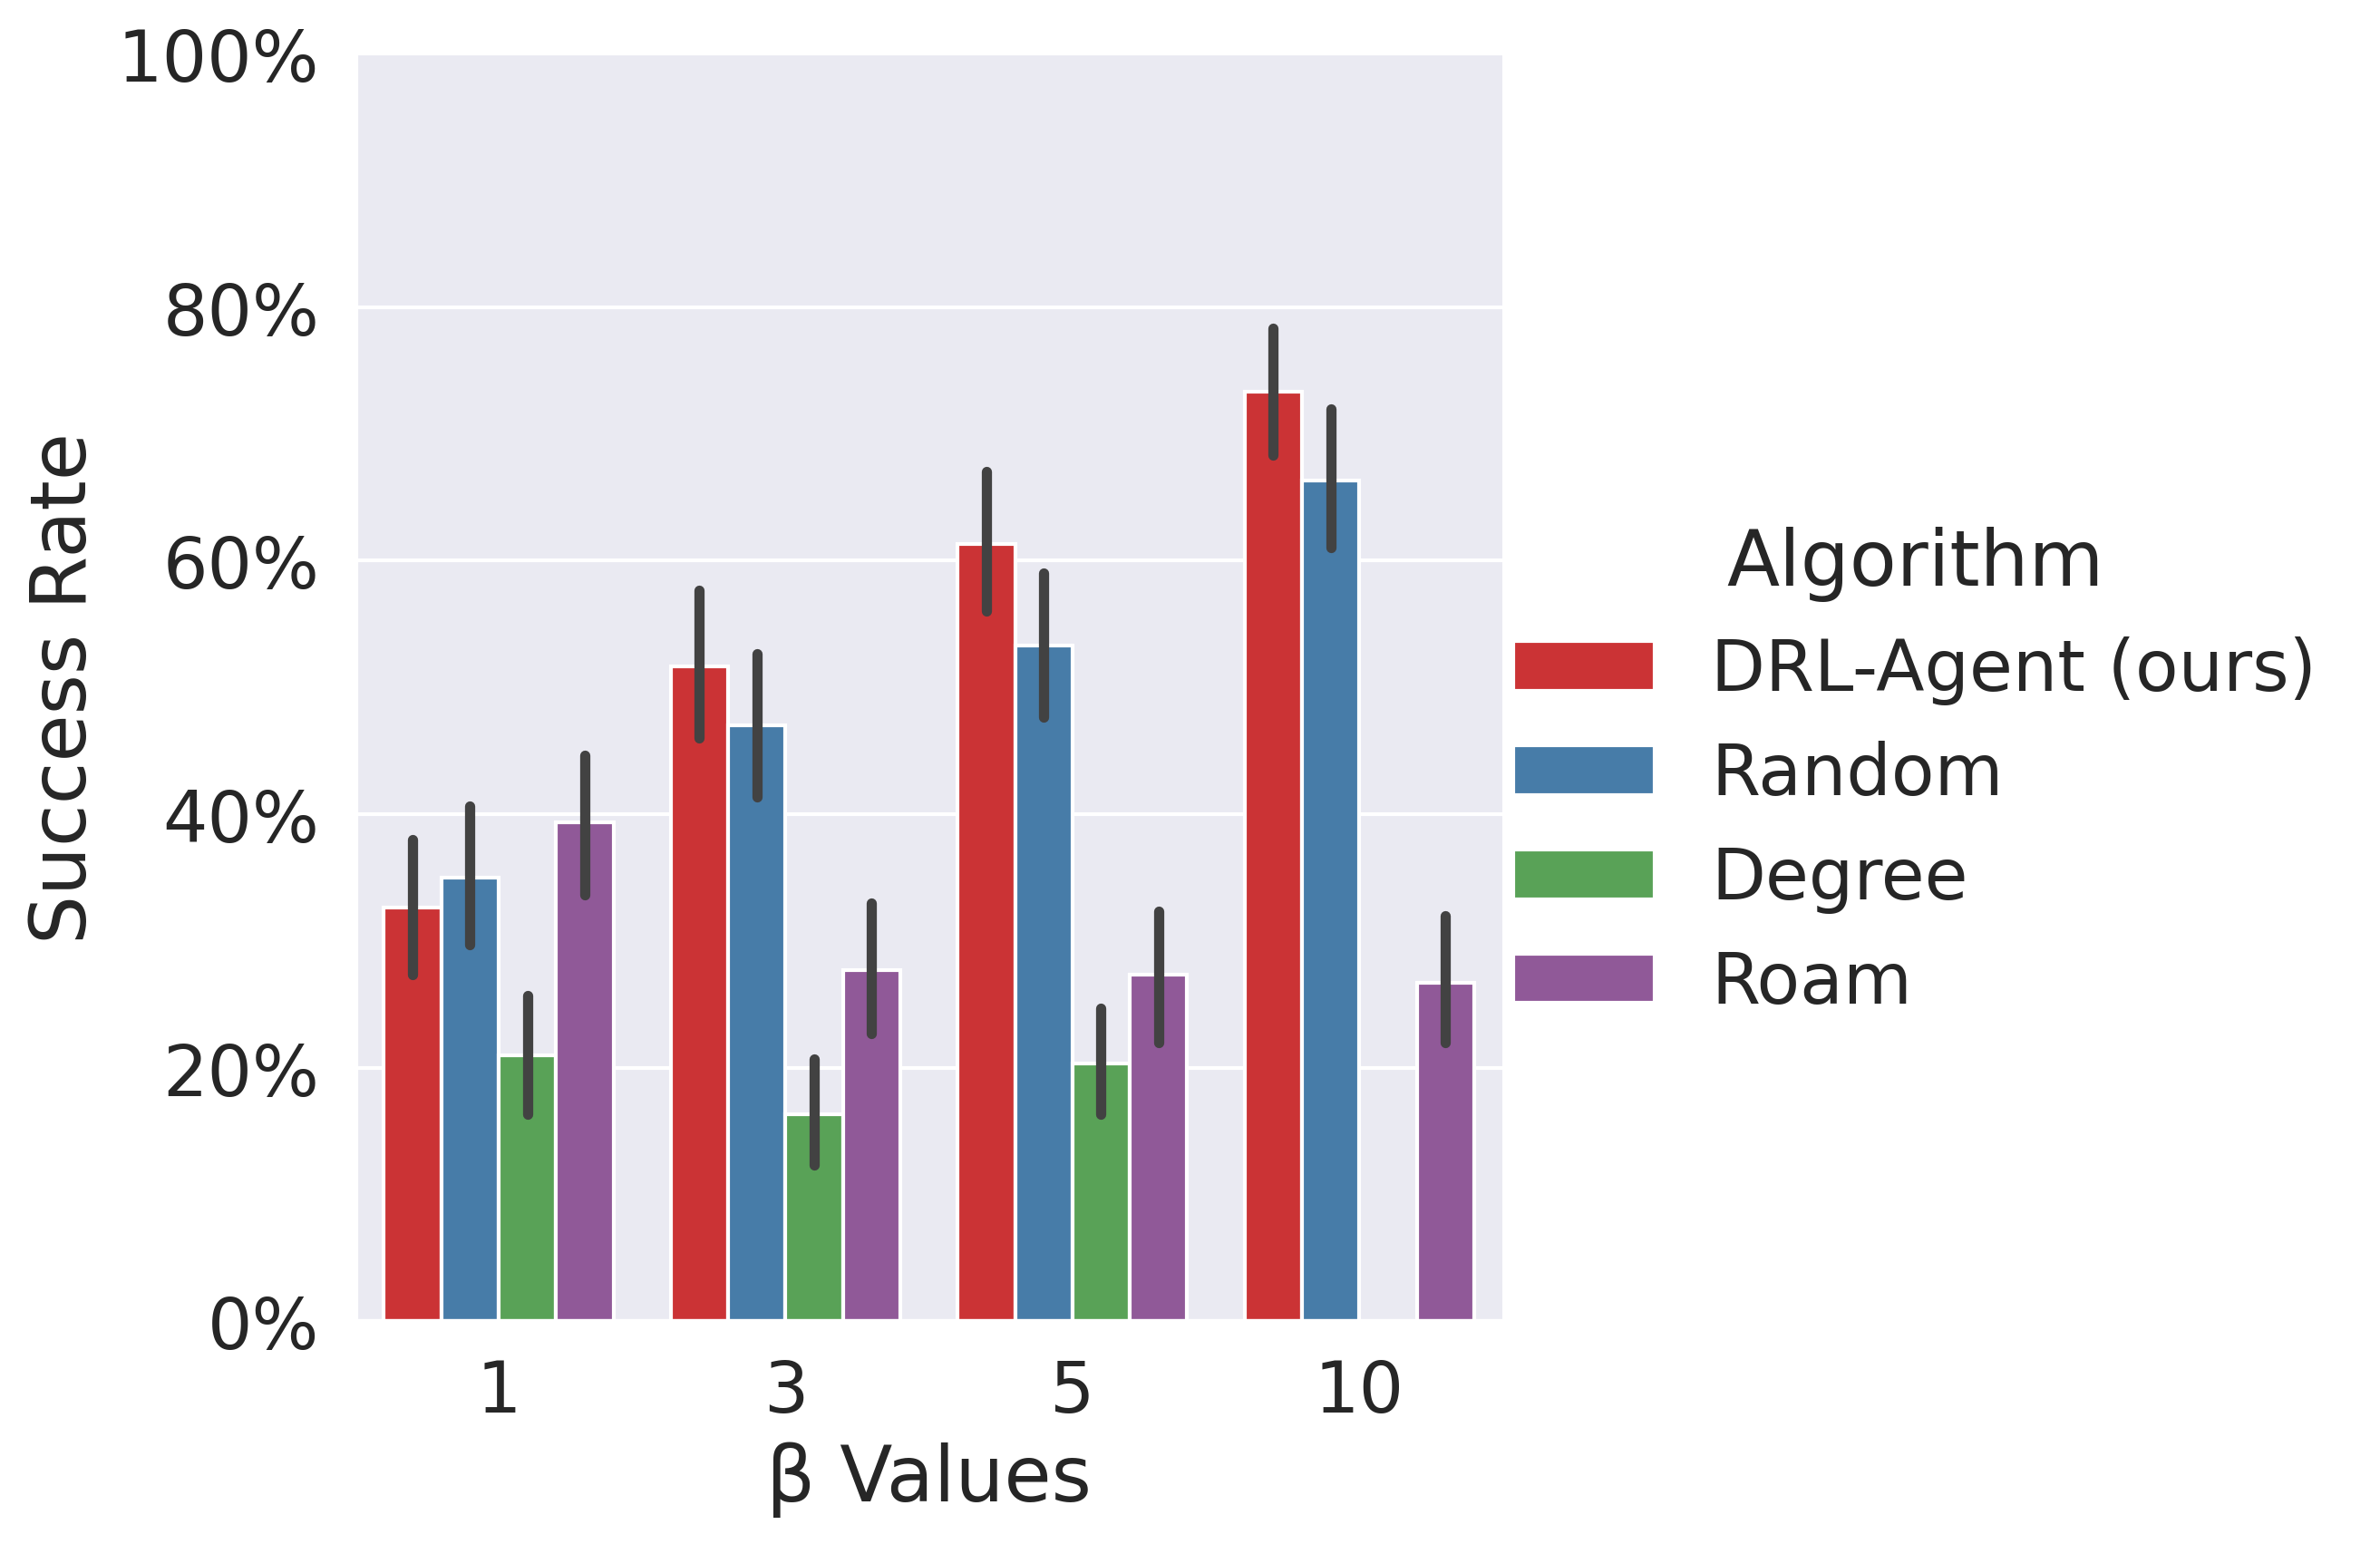 100%
80%
60%
40%
20%
0%
Success Rate
1 3 5 10
β Values
Algorithm
DRL-Agent (ours)
Random
Degree
Roam